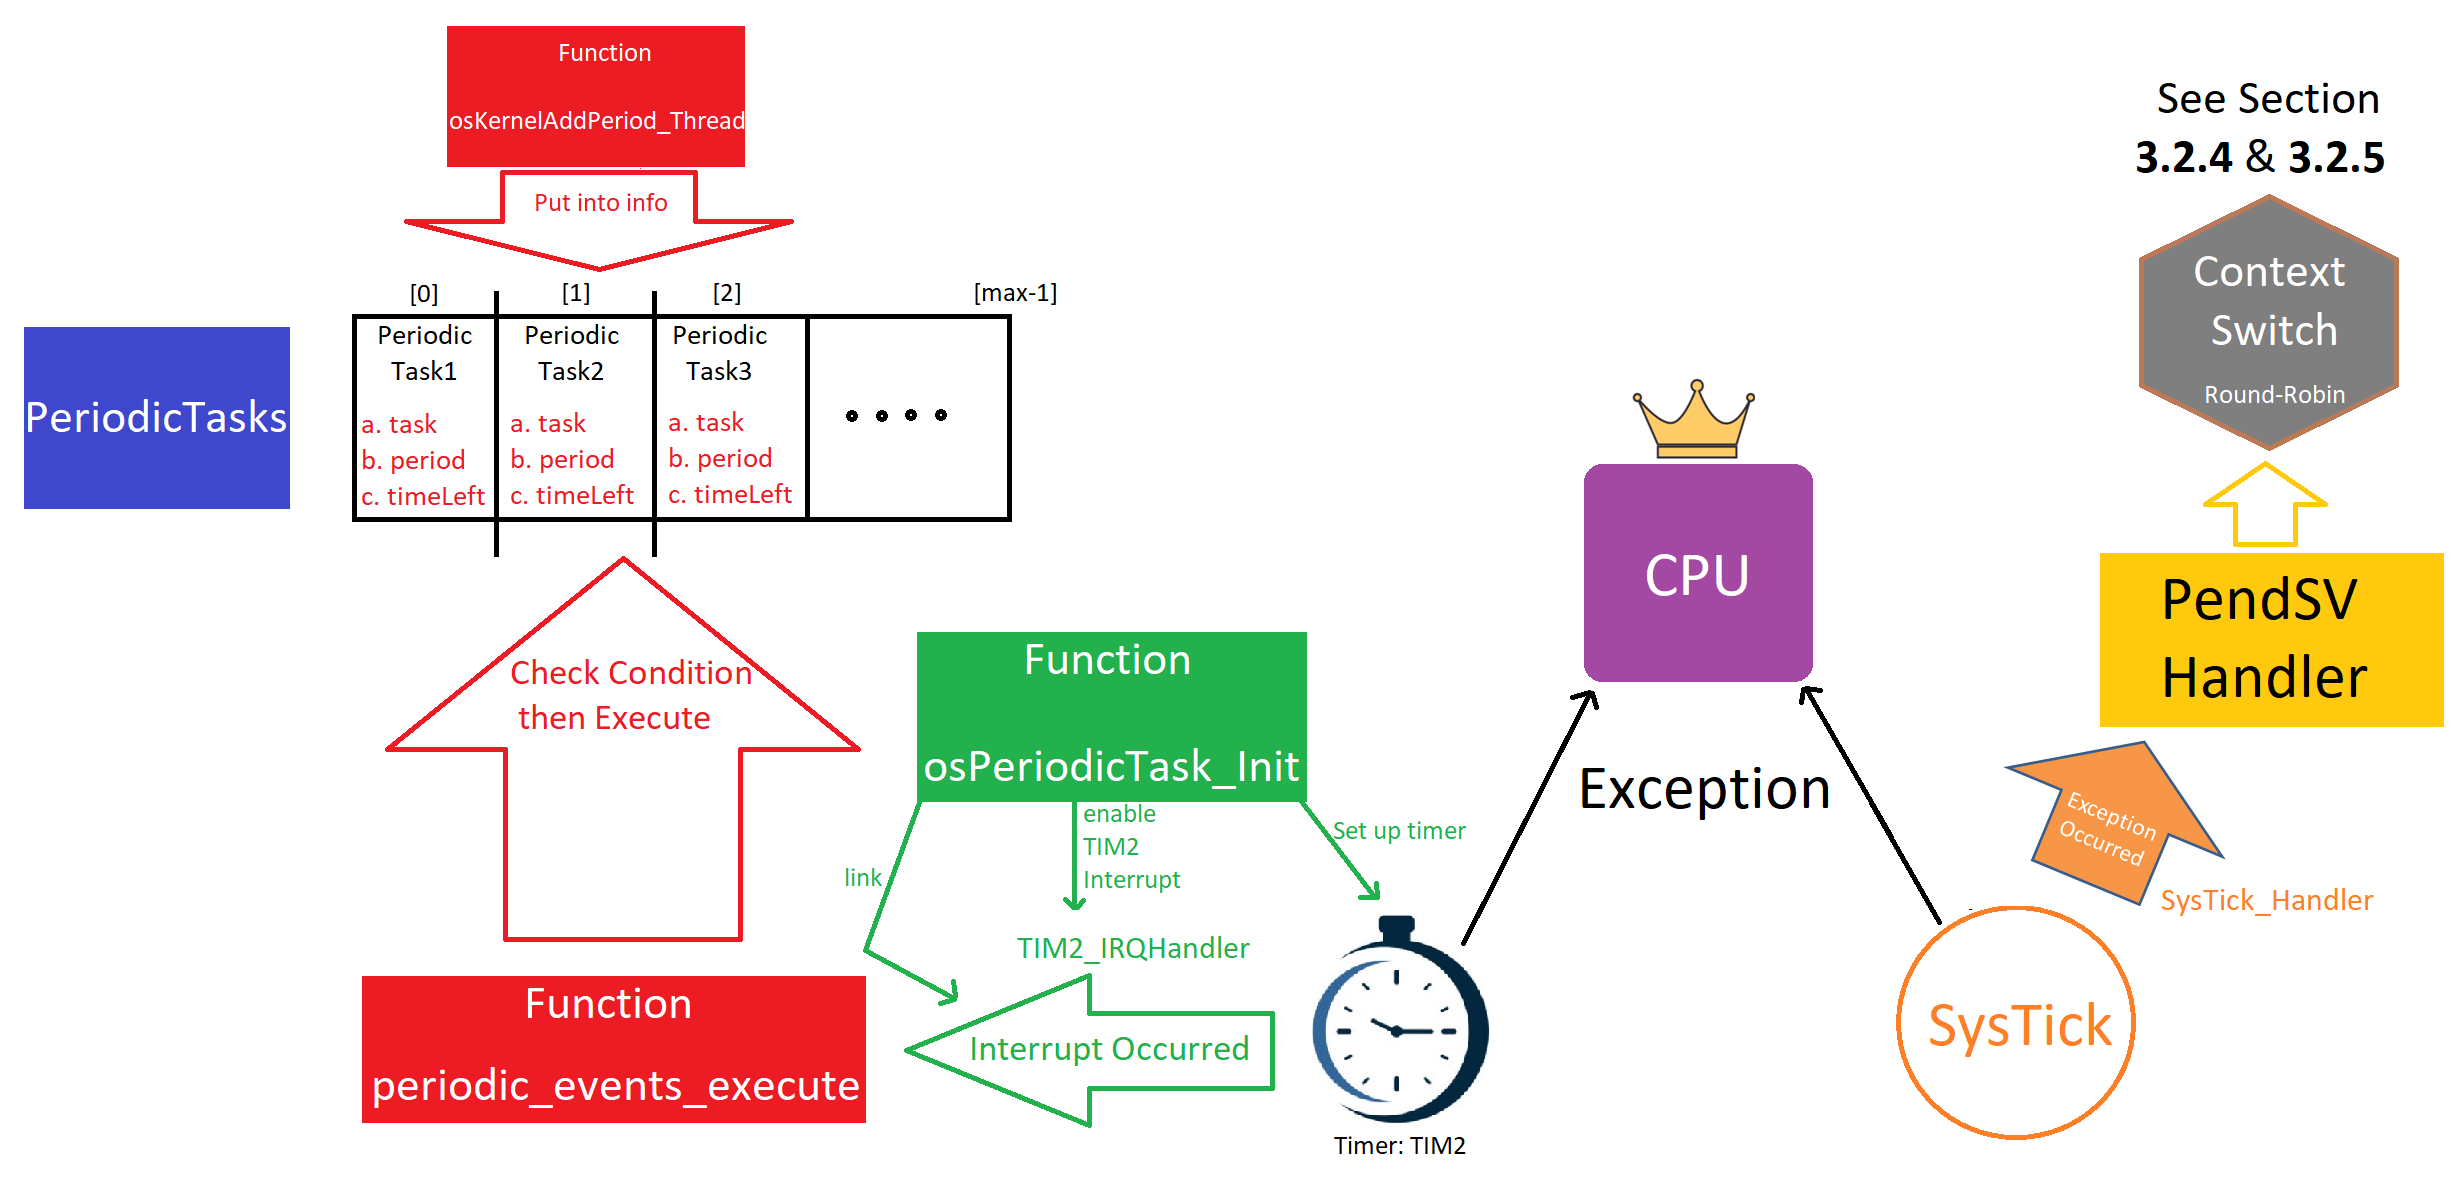 Function
osKernelAddPeriod_Thread
Put into info
[0]
[1]
[2]
[max-1]
PeriodicTasks
Periodic
Task1
a. task
b. period
c. timeLeft
Periodic
Task2
a. task
b. period
c. timeLeft
Periodic
Task3
a. task
b. period
c. timeLeft
Check Condition
then Execute
Function
periodic_events_execute
Function
osPeriodicTask_Init
link
enable
TIM2
Interrupt
Set up timer
TIM2_IRQHandler
Interrupt Occurred
Timer: TIM2
CPU
Exception
See Section
3.2.4 & 3.2.5
Context
Switch
Round-Robin
PendSV
Handler
Exception
Occurred
SysTick_Handler
SysTick